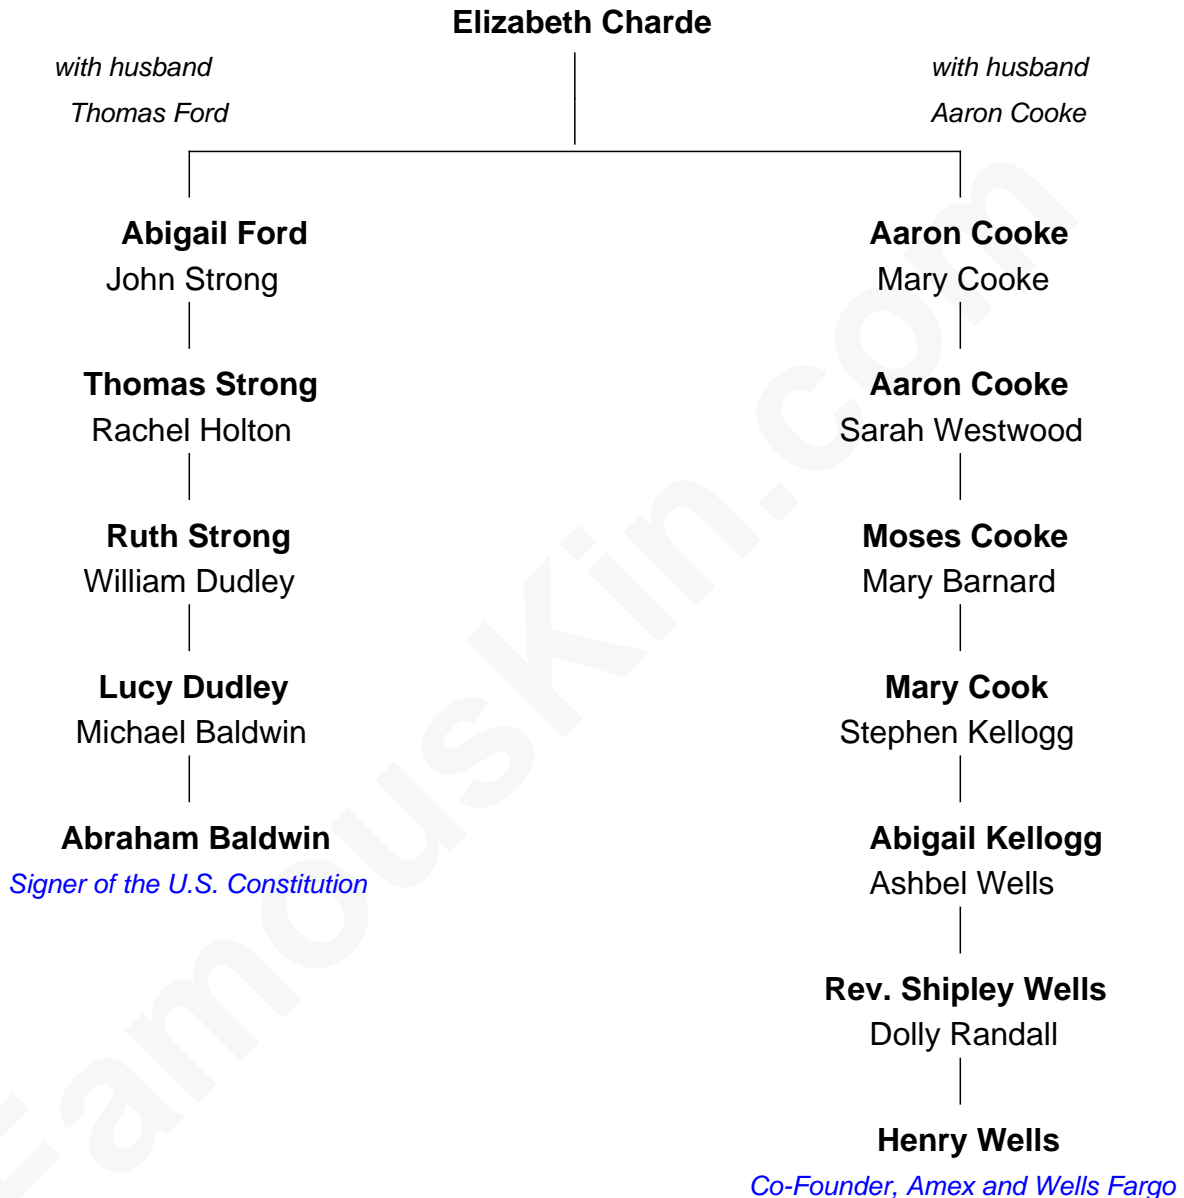 Elizabeth Charde
with husband
Thomas Ford
with husband
Aaron Cooke
Abigail Ford
John Strong
Thomas Strong
Rachel Holton
Ruth Strong
William Dudley
Lucy Dudley
Michael Baldwin
Abraham Baldwin
Signer of the U.S. Constitution
Aaron Cooke
Mary Cooke
Aaron Cooke
Sarah Westwood
Moses Cooke
Mary Barnard
Mary Cook
Stephen Kellogg
Abigail Kellogg
Ashbel Wells
Rev. Shipley Wells
Dolly Randall
Henry Wells
Co-Founder, Amex and Wells Fargo
FamousKin.com